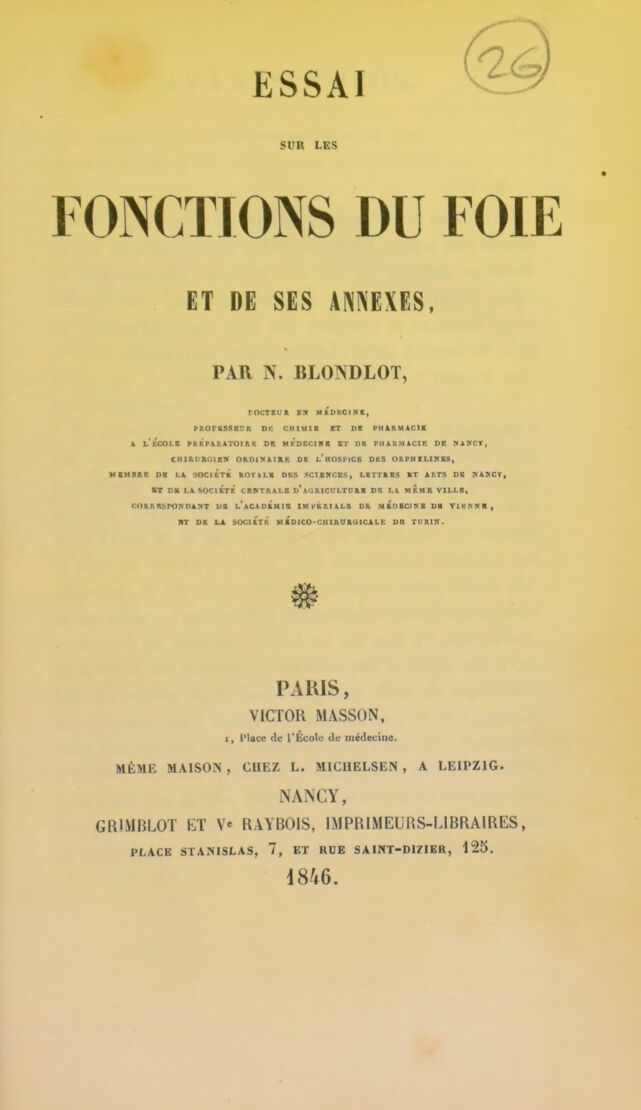 26
ESSAI
SUR LES
FONCTIONS DU FOIE
ET DE SES ANNEXES,
PAR N. BLONDLOT,
DOCTEUR EN MÉDECINE,
PROFESSEUR DE CHIMIE ET DE PHARMACIE
A L'ÉCOLE PRÉPARATOIRE DE MÉDECINE ET DE PHARMACIE DE NANCY,
CHIRURGIEN ORDINAIRE DE L'HOSPICE DES ORPHELINES,
MEMBRE DE LA SOCIÉTÉ ROYALE DES SCIENCES, LETTRES ET ARTS DE NANCY,
ET DE LA SOCIÉTÉ CENTRALE D'AGRICULTURE DE LA MÊME VILLE,
CORRESPONDANT DE L'ACADÉMIE IMPÉRIALE DE MÉDECINE DE VIENNE,
ET DE LA SOCIÉTÉ MÉDICO-CHIRURGICALE DE TURIN.
PARIS,
VICTOR MASSON,
1, Place de l'École de médecine.
MÊME MAISON, CHEZ L. MICHELSEN, A LEIPZIG.
NANCY,
GRIMBLOT ET Ve RAYBOIS, IMPRIMEURS-LIBRAIRES,
PLACE STANISLAS, 7, ET RUE SAINT-DIZIER, 125.
1846.